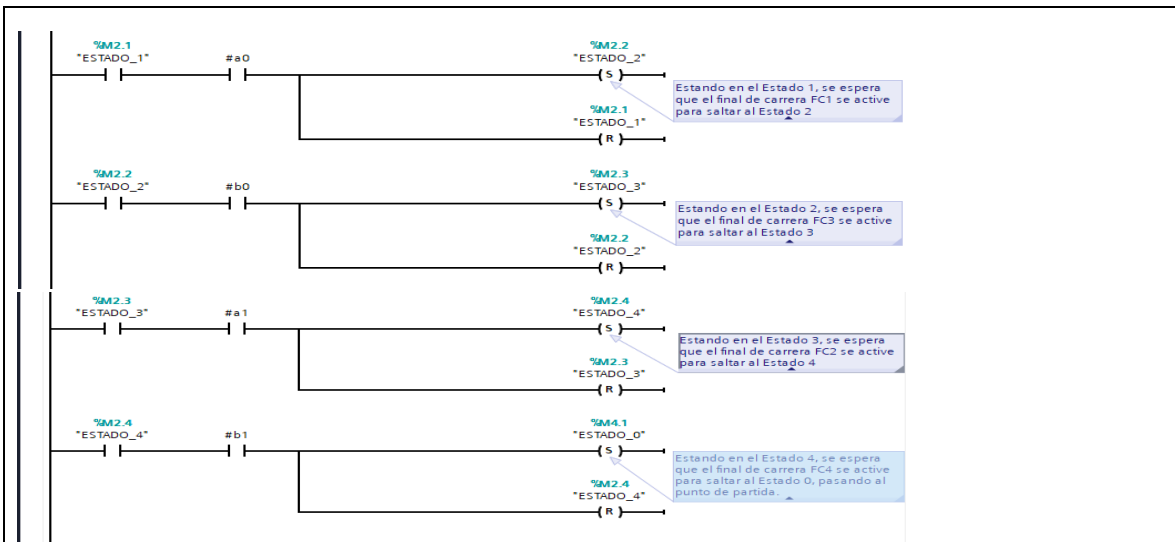 %M2.1
"ESTADO_1"
#a0
%M2.2
"ESTADO_2"
S
Estando en el Estado 1, se espera
que el final de carrera FC1 se active
para saltar al Estado 2
%M2.1
"ESTADO_1"
R
%M2.2
"ESTADO_2"
#b0
%M2.3
"ESTADO_3"
S
Estando en el Estado 2, se espera
que el final de carrera FC3 se active
para saltar al Estado 3
%M2.2
"ESTADO_2"
R
%M2.3
"ESTADO_3"
#a1
%M2.4
"ESTADO_4"
S
Estando en el Estado 3, se espera
que el final de carrera FC2 se active
para saltar al Estado 4
%M2.3
"ESTADO_3"
R
%M2.4
"ESTADO_4"
#b1
%M4.1
"ESTADO_0"
S
Estando en el Estado 4, se espera
que el final de carrera FC4 se active
para saltar al Estado 0, pasando al
punto de partida.
%M2.4
"ESTADO_4"
R